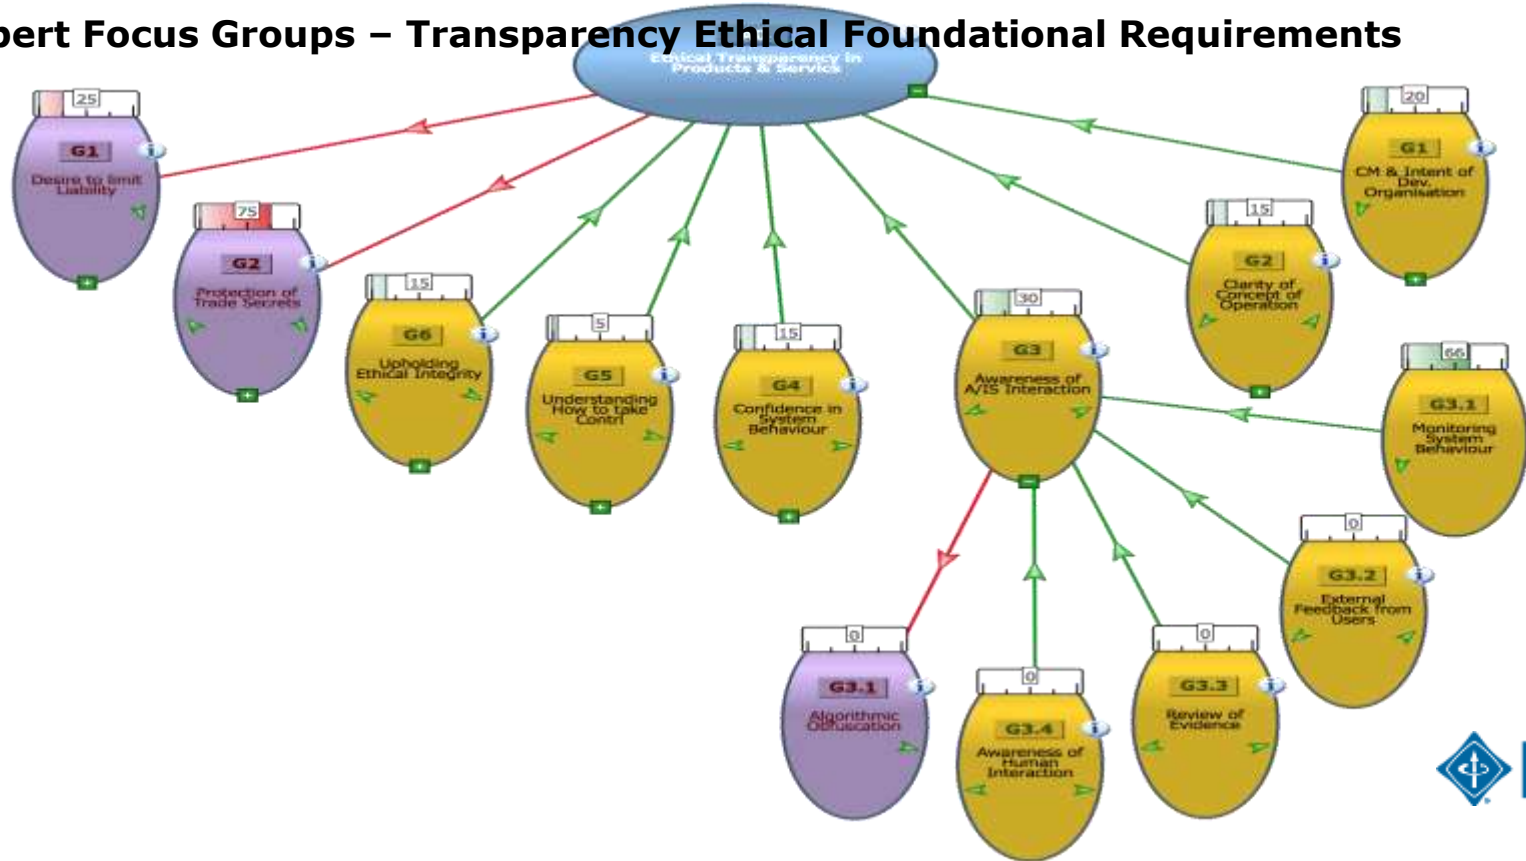 pert Focus Groups – Transparency Ethical Foundational Requirements
Ethical Transparency in
Products & Servics
25
G1
Desire to limit
Liability
75
G2
Protection of
Trade Secrets
15
G6
Upholding
Ethical Integrity
5
G5
Understanding
How to take
Contrl
15
G4
Confidence in
System
Behaviour
30
G3
Awareness of
A/IS Interaction
15
G2
Clarity of
Concept of
Operation
20
G1
CM & Intent of
Dev.
Organisation
66
G3.1
Monitoring
System
Behaviour
0
G3.2
External
Feedback from
Users
0
G3.3
Review of
Evidence
0
G3.4
Awareness of
Human
Interaction
0
G3.1
Algorithmic
Obfuscation